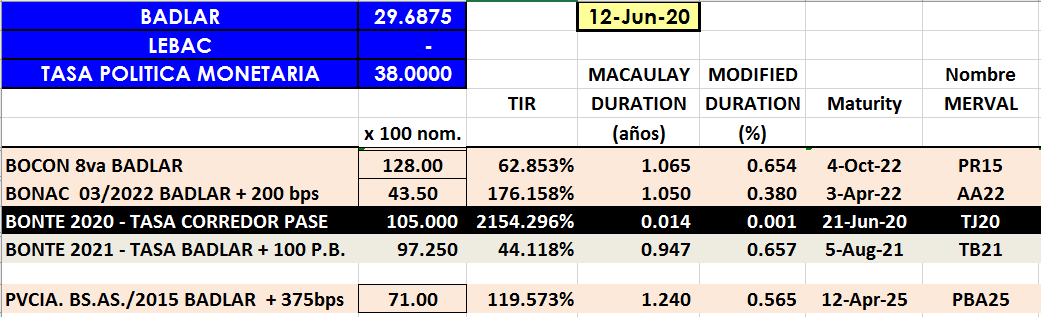 BADLAR 29.6875 12-Jun-20
LEBAC -
TASA POLITICA MONETARIA 38.0000 MACAULAY MODIFIED Nombre
TIR DURATION DURATION Maturity MERVAL
x 100 nom. (años) (%)
BOCON 8va BADLAR 128.00 62.853% 1.065 0.654 4-Oct-22 PR15
BONAC 03/2022 BADLAR + 200 bps 43.50 176.158% 1.050 0.380 3-Apr-22 AA22
BONTE 2020 - TASA CORREDOR PASE 105.000 2154.296% 0.014 0.001 21-Jun-20 TJ20
BONTE 2021 - TASA BADLAR + 100 P.B. 97.250 44.118% 0.947 0.657 5-Aug-21 TB21
PVCIA. BS.AS./2015 BADLAR + 375bps 71.00 119.573% 1.240 0.565 12-Apr-25 PBA25